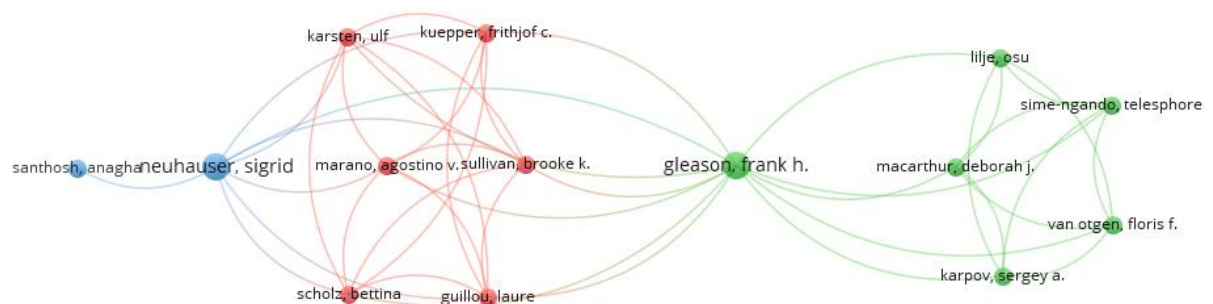 karsten, ulf
kuepper, frithjof c.
lilje, osu
sime-ngando, telesphore
santhosh, anagha
neuhauser, sigrid
marano, agostino v.
sullivan, brooke k.
gleason, frank h.
macarthur, deborah j.
van otgen, floris f.
karpov, sergey a.
scholz, bettina
guillou, laure